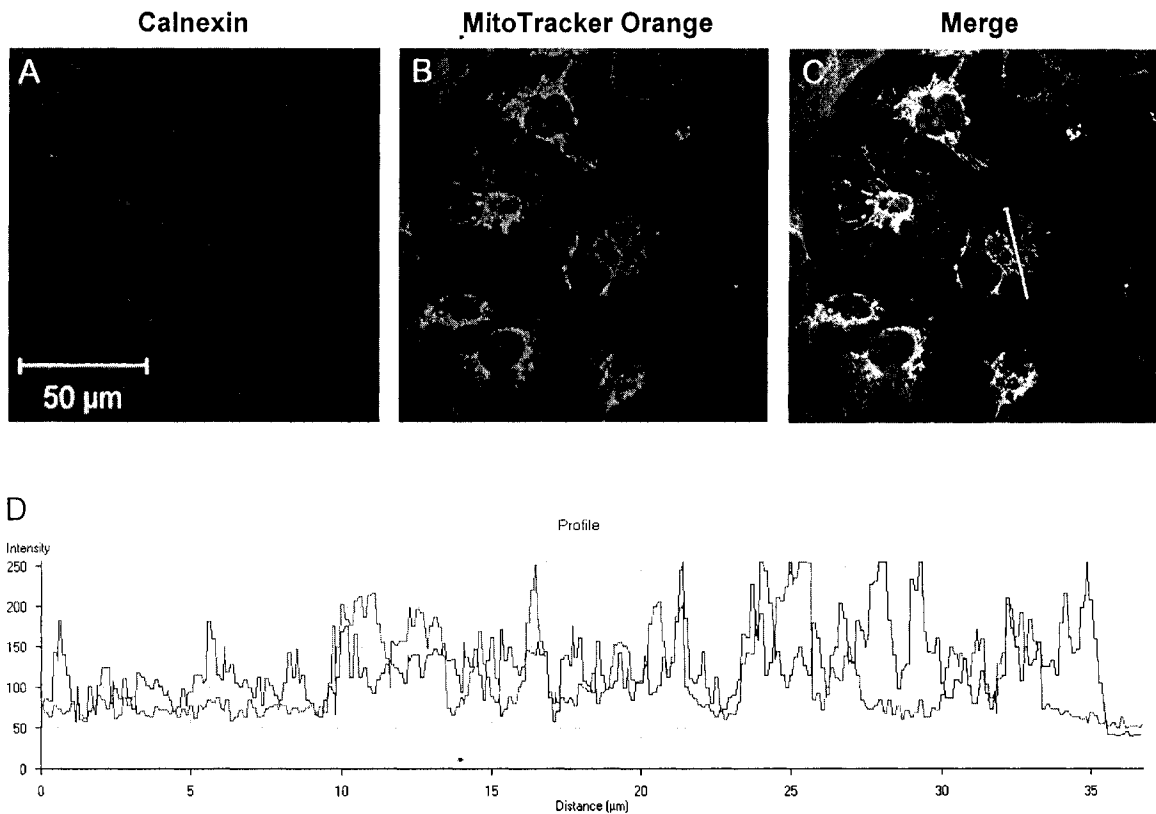 Calnexin MitoTracker Orange Merge
A B C
50 µm
D
Profile
Intensity
250
200
150
100
50
0
0 5 10 15 20 25 30 35
Distance (µm)